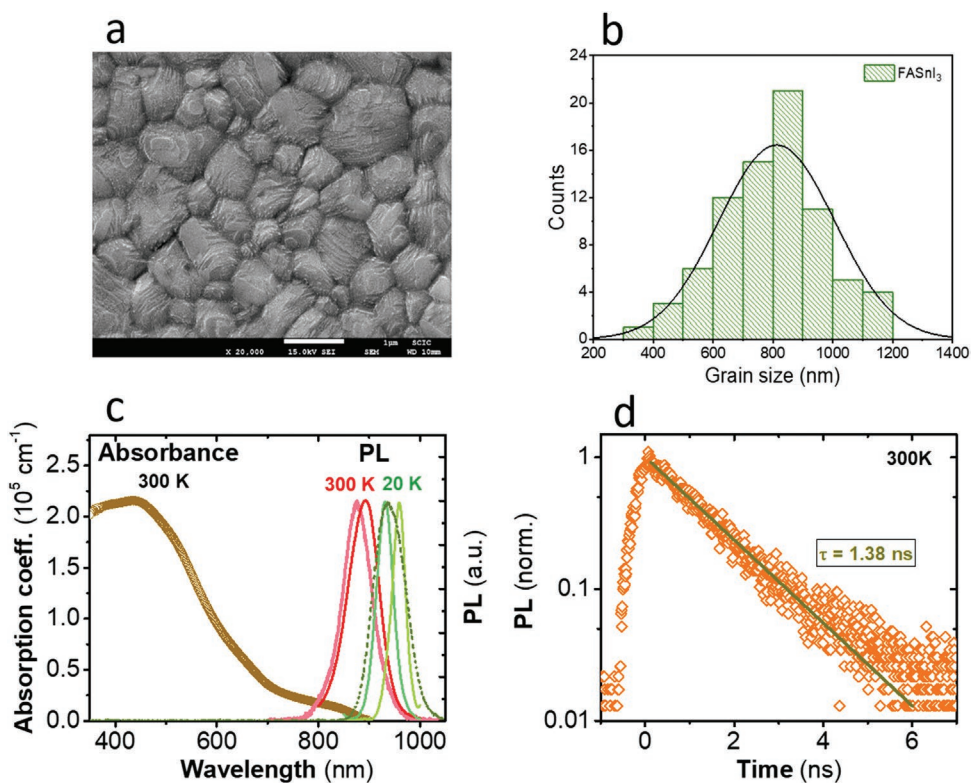 a
X 20,000 15.0kV SEI 1μm SEM SCIC WD 10mm
b
FASnI₃
Counts
24
20
16
12
8
4
0
200 400 600 800 1000 1200 1400
Grain size (nm)
c
Absorbance PL
300 K 300 K 20 K
Absorption coeff. (10⁵ cm⁻¹)
2.5
2.0
1.5
1.0
0.5
0.0
400 600 800 1000
Wavelength (nm)
PL (a.u.)
d
300K
τ = 1.38 ns
PL (norm.)
1
0.1
0.01
0 2 4 6
Time (ns)